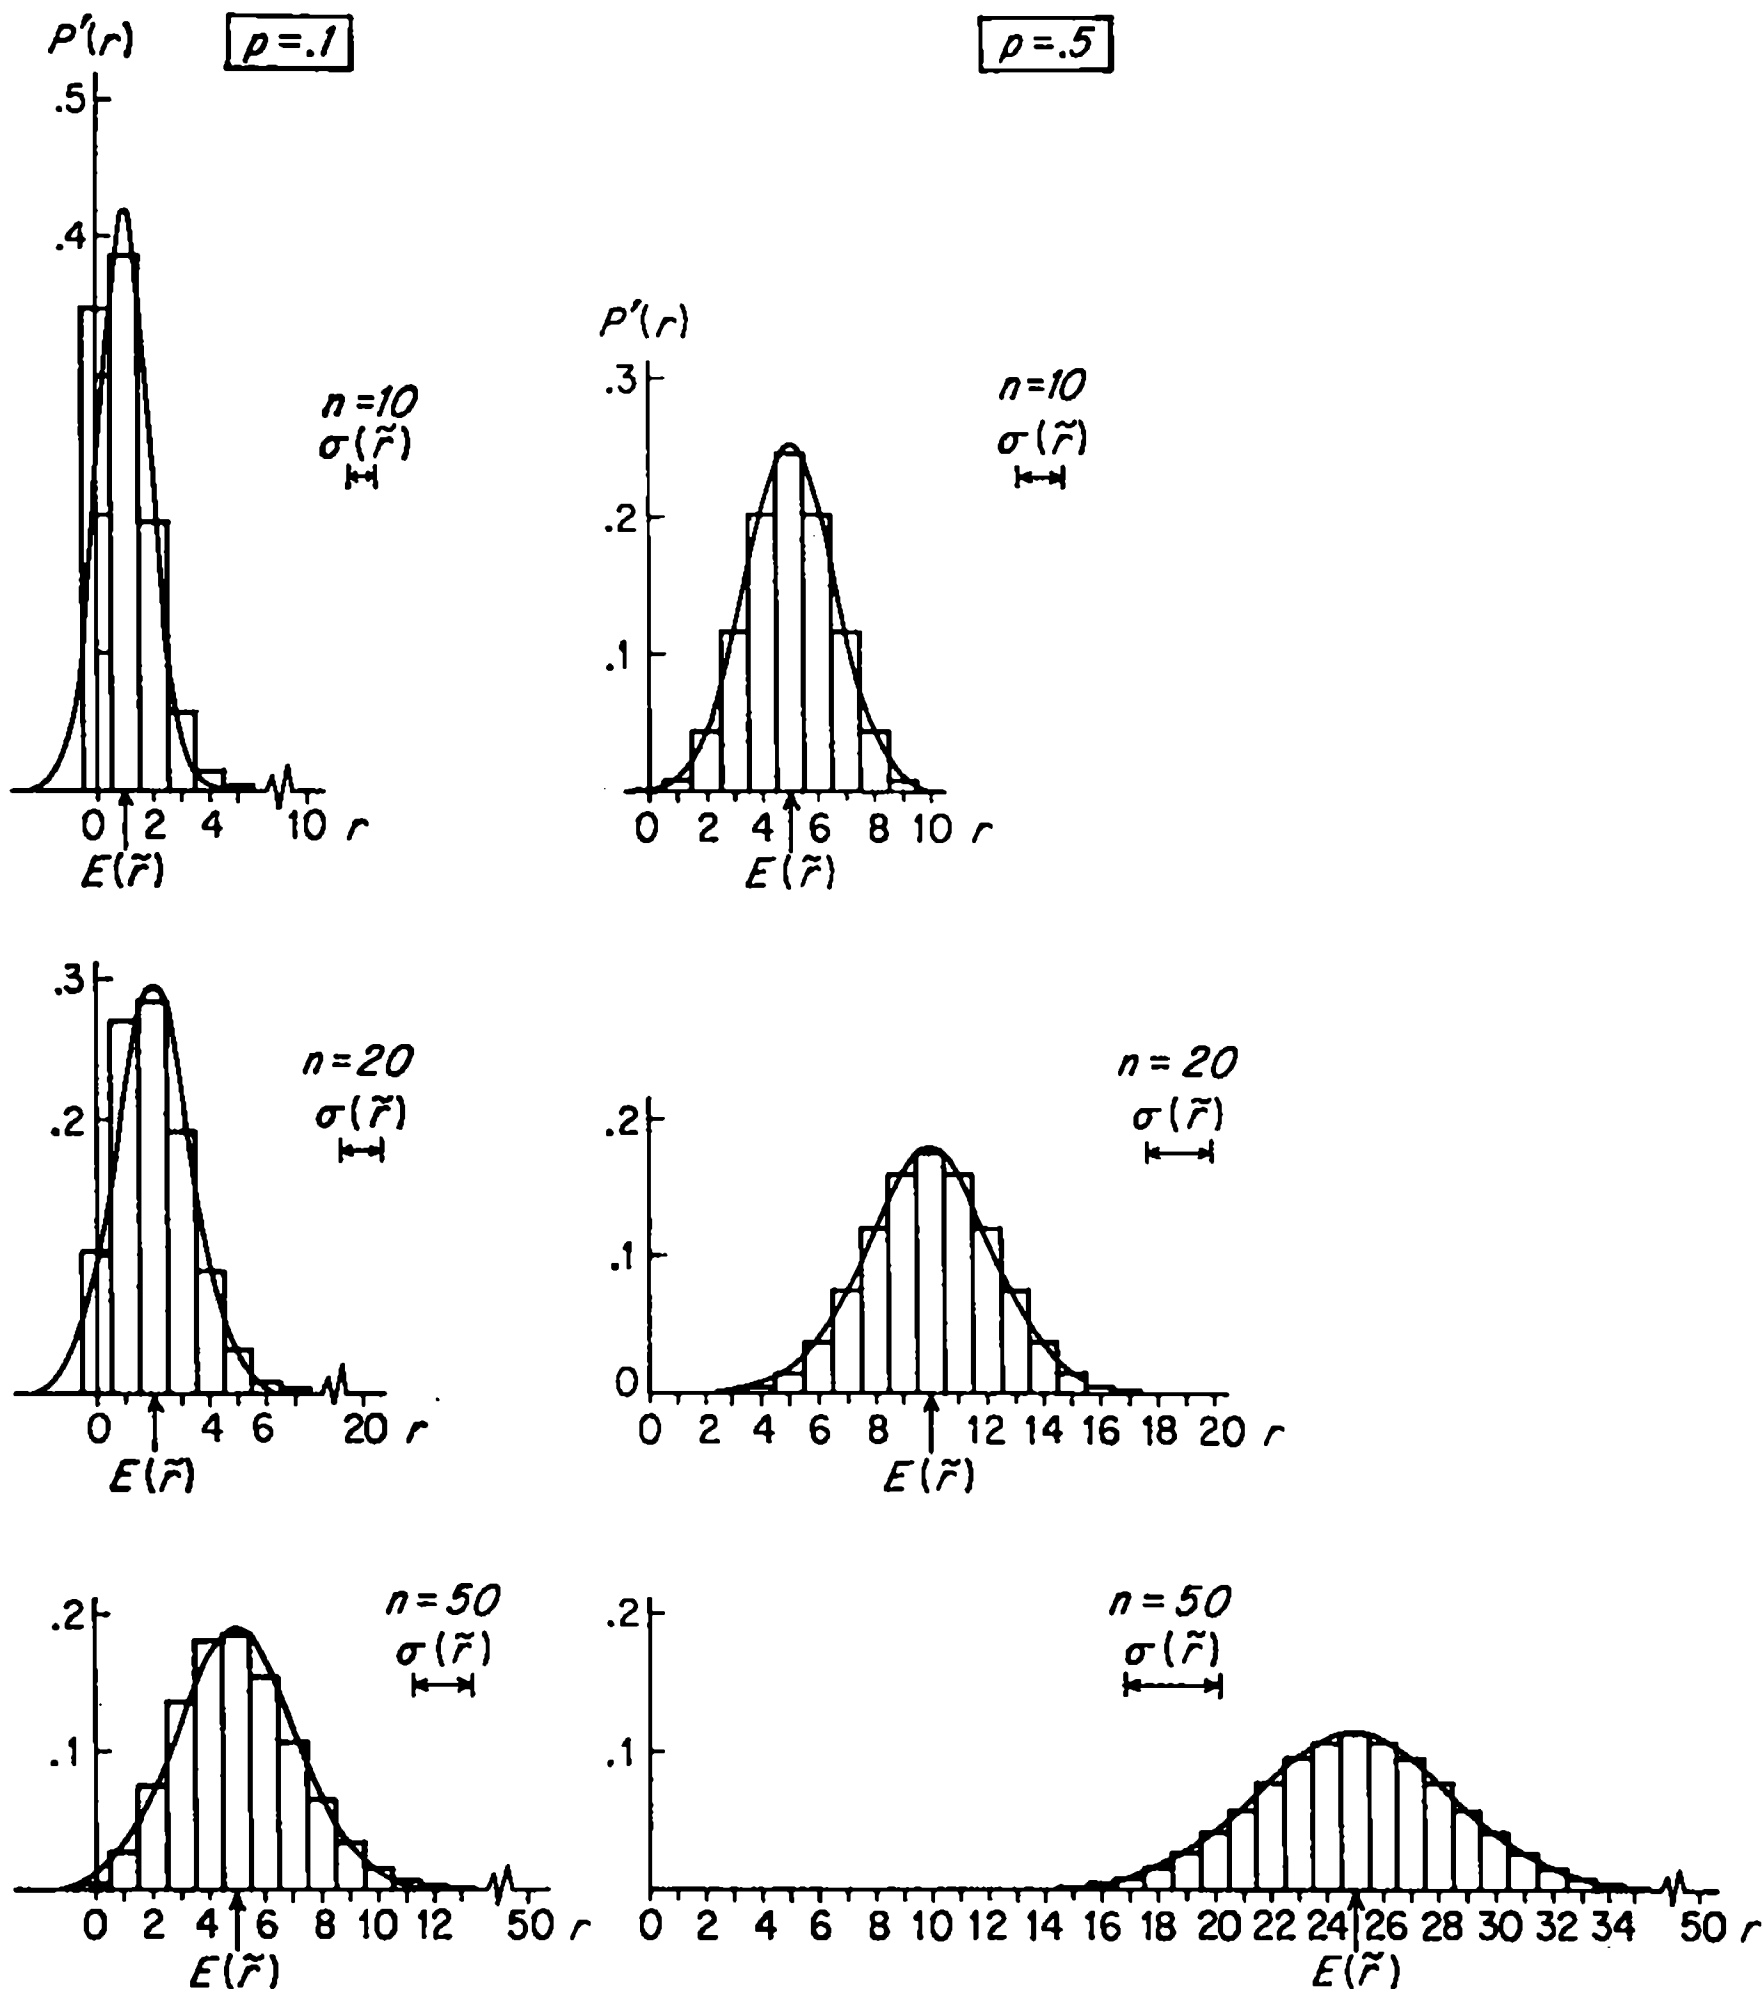 P′(r)
p=.1
p=.5
.5
.4
n=10
σ(r̃)
0 2 4 10 r
E(r̃)
P′(r)
.3
.2
.1
n=10
σ(r̃)
0 2 4 6 8 10 r
E(r̃)
.3
.2
n=20
σ(r̃)
0 4 6 20 r
E(r̃)
.2
.1
0
n=20
σ(r̃)
0 2 4 6 8 12 14 16 18 20 r
E(r̃)
.2
.1
n=50
σ(r̃)
0 2 4 6 8 10 12 50 r
E(r̃)
.2
.1
n=50
σ(r̃)
0 2 4 6 8 10 12 14 16 18 20 22 24 26 28 30 32 34 50 r
E(r̃)